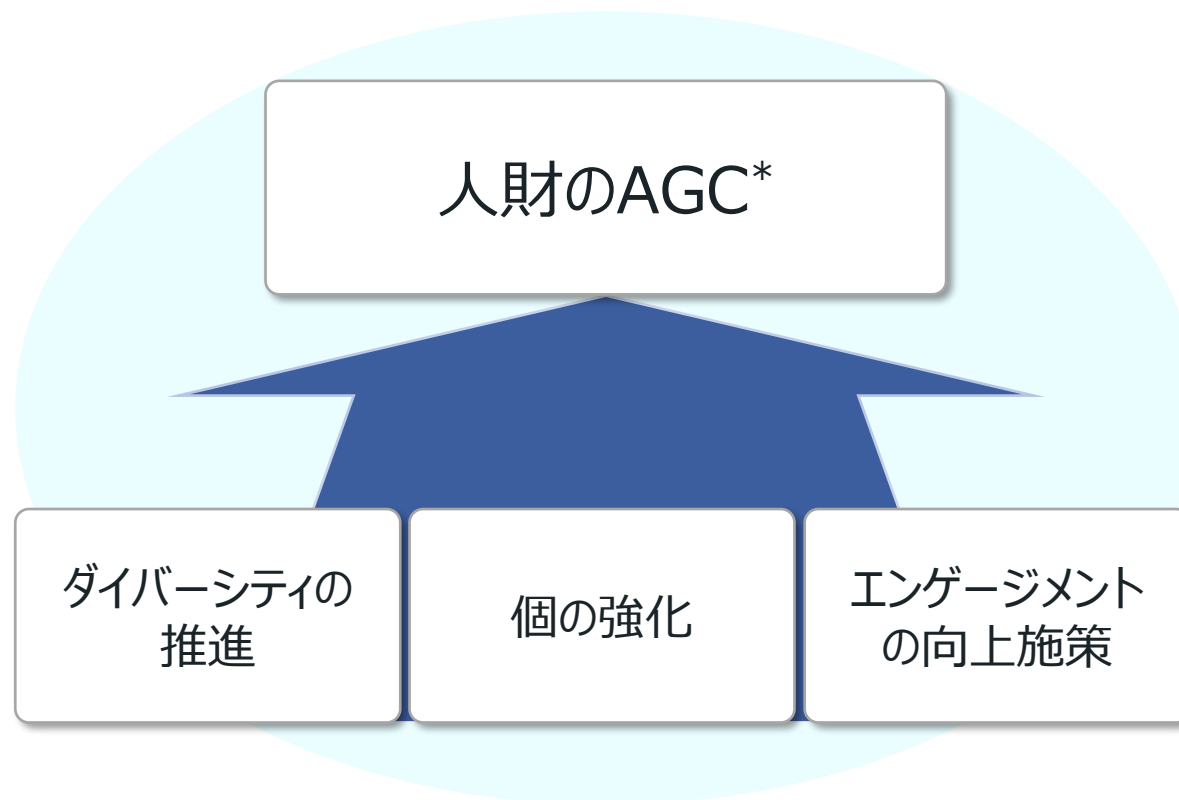 人財のAGC*
ダイバーシティの
推進
個の強化
エンゲージメント
の向上施策